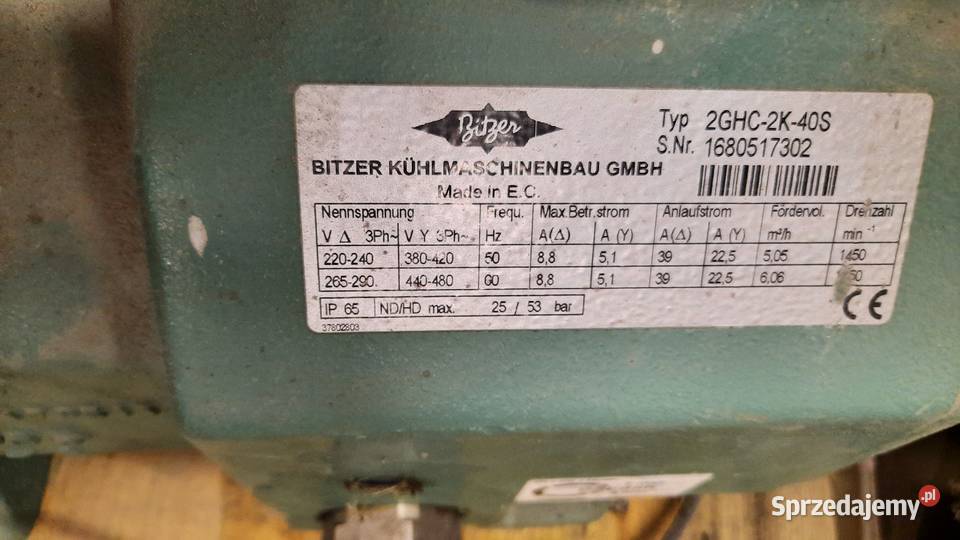 Bitzer
BITZER KÜHLMASCHINENBAU GMBH
Made in E.C.
Typ 2GHC-2K-40S
S.Nr. 1680517302
Nennspannung Frequ. Max.Betr.strom Anlaufstrom Fördervol. Drehzahl
V Δ 3Ph~ V Y 3Ph~ Hz A(Δ) A (Y) A(Δ) A (Y) m³/h min -1
220-240 380-420 50 8,8 5,1 39 22,5 5,05 1450
265-290 440-480 60 8,8 5,1 39 22,5 6,06
IP 65 ND/HD max. 25 / 53 bar
CE
37802803
Sprzedajemy.pl